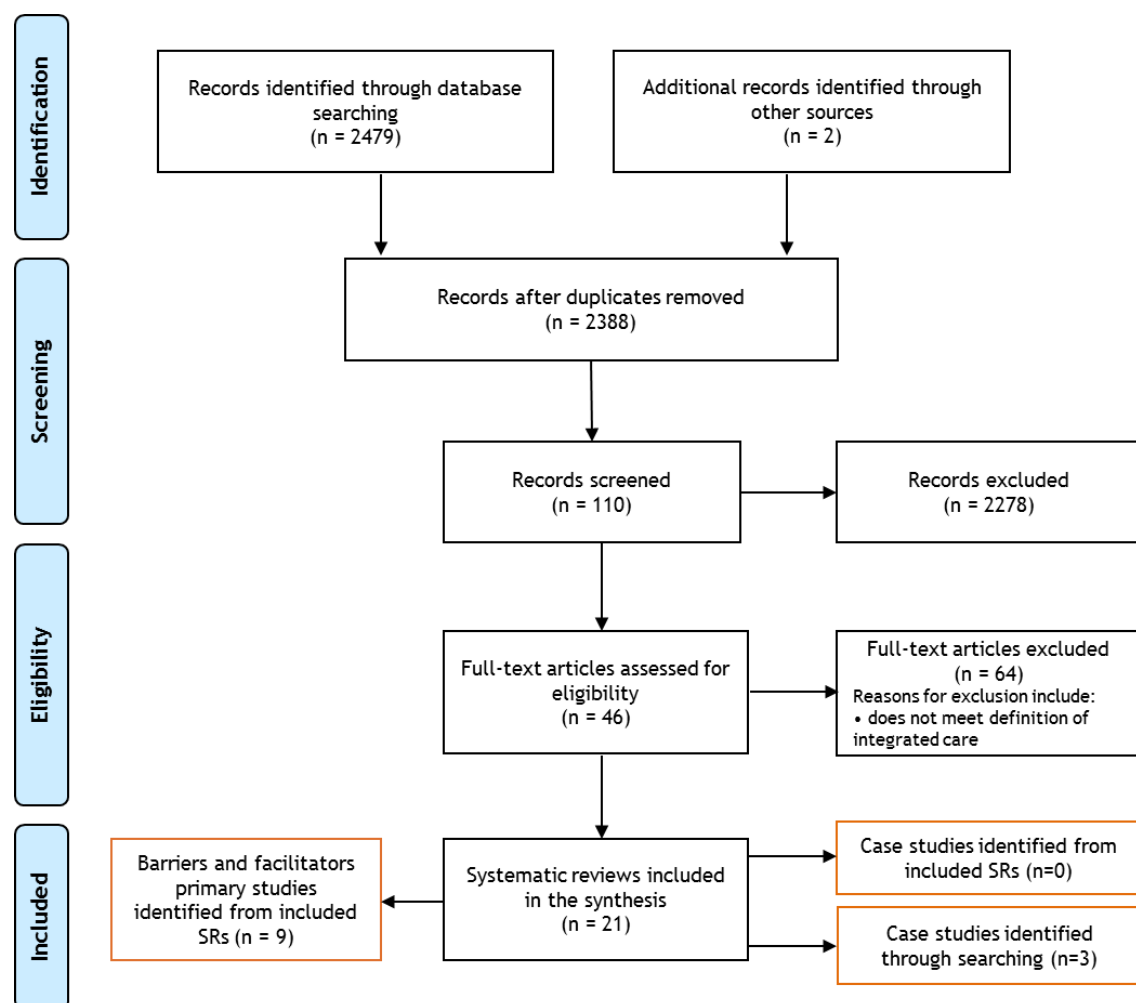 Identification
Records identified through database
searching
(n = 2479)
Additional records identified through
other sources
(n = 2)
Screening
Records after duplicates removed
(n = 2388)
Records screened
(n = 110)
Records excluded
(n = 2278)
Eligibility
Full-text articles assessed for
eligibility
(n = 46)
Full-text articles excluded
(n = 64)
Reasons for exclusion include:
• does not meet definition of
integrated care
Included
Barriers and facilitators
primary studies
identified from included
SRs (n = 9)
Systematic reviews included
in the synthesis
(n = 21)
Case studies identified from
included SRs (n=0)
Case studies identified
through searching (n=3)